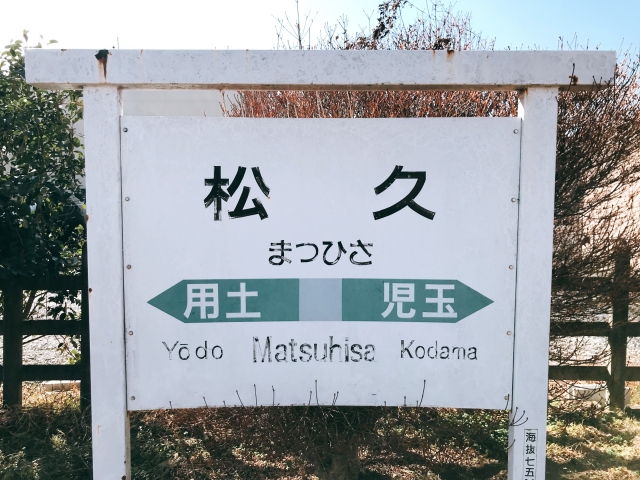 松久
まつひさ
用土 児玉
Yōdo Matsuhisa Kodama
海抜七五